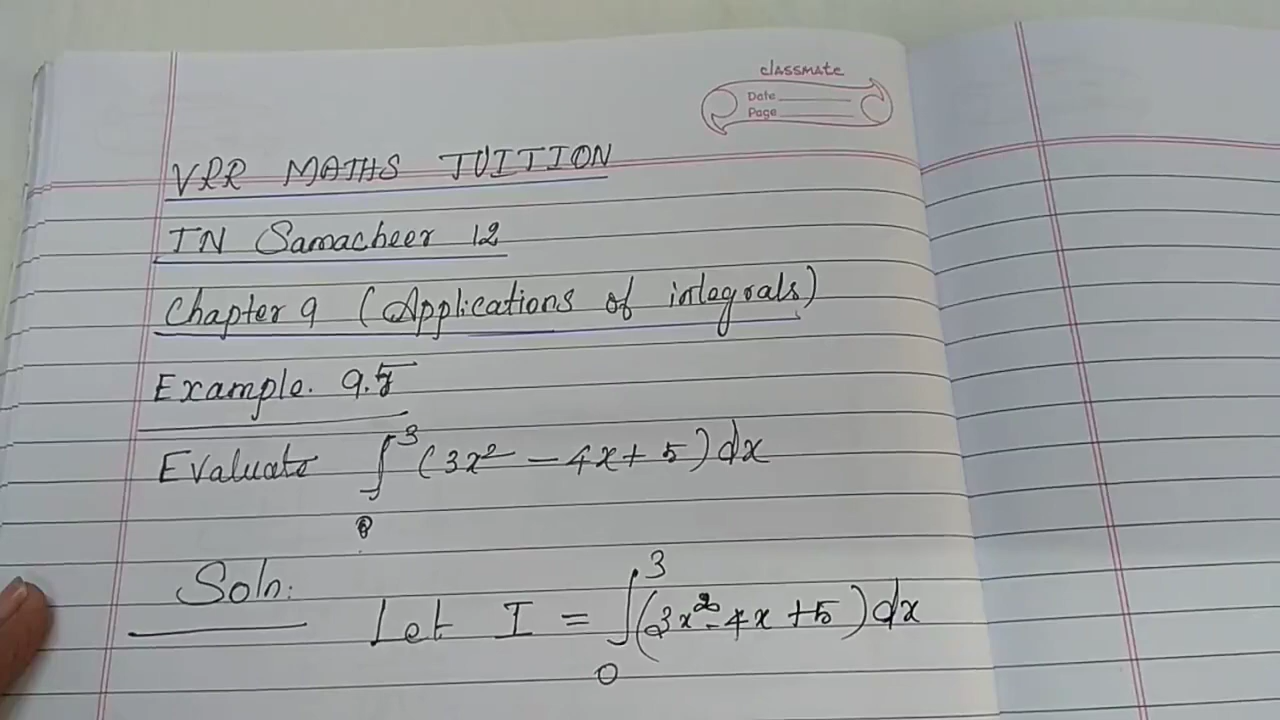 classmate
Date
Page
VRR MATHS TUITION
TN Samacheer 12
Chapter 9 (Applications of integrals)
Example. 9.5
Evaluate ∫₀³ (3x² - 4x + 5) dx
Soln:
Let I = ∫₀³ (3x² - 4x + 5) dx